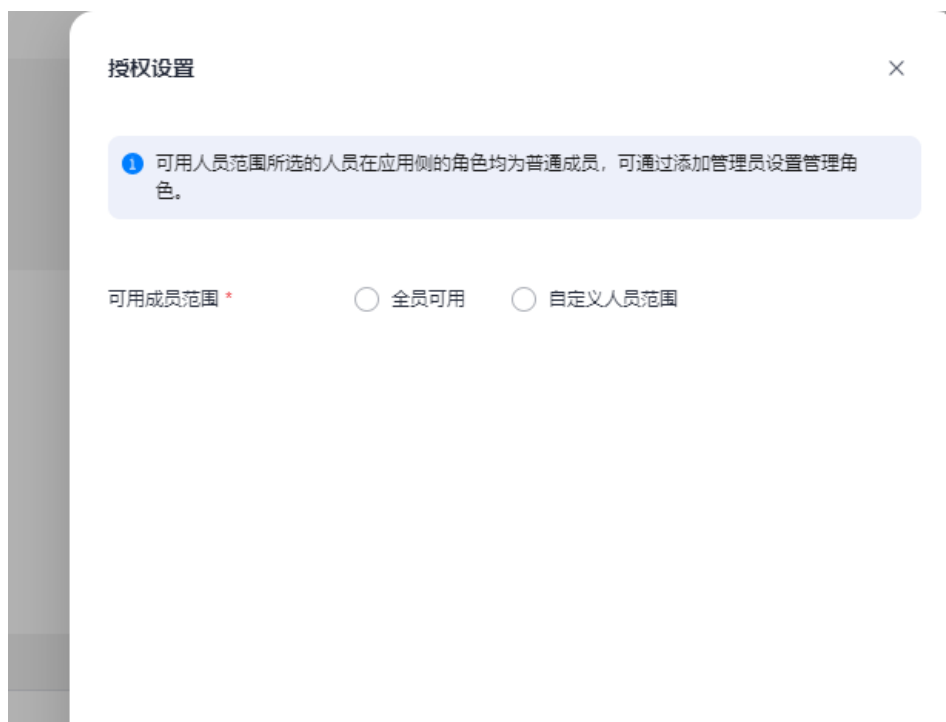 授权设置
可用人员范围所选的人员在应用侧的角色均为普通成员，可通过添加管理员设置管理角
色。
可用成员范围 * 全员可用 自定义人员范围